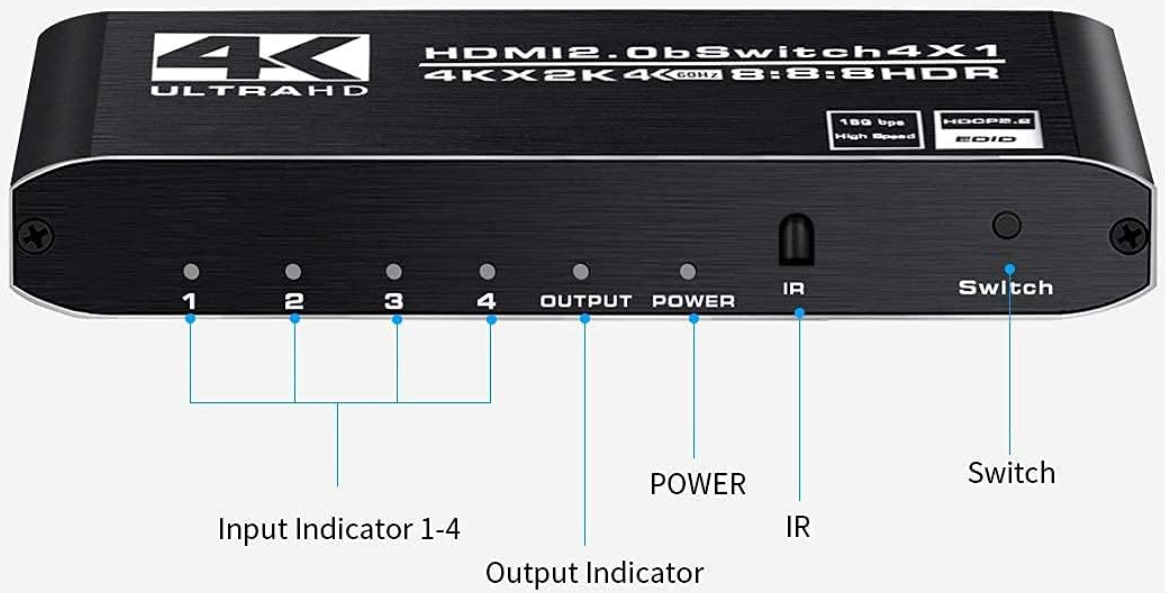 4K
ULTRAHD
HDMI2.0bSwitch4X1
4KX2K4K@60HZ 8:8:8HDR
18G bps
High Speed
HDCP2.2
EDID
1 2 3 4 OUTPUT POWER IR Switch
Input Indicator 1-4
Output Indicator
POWER
IR
Switch